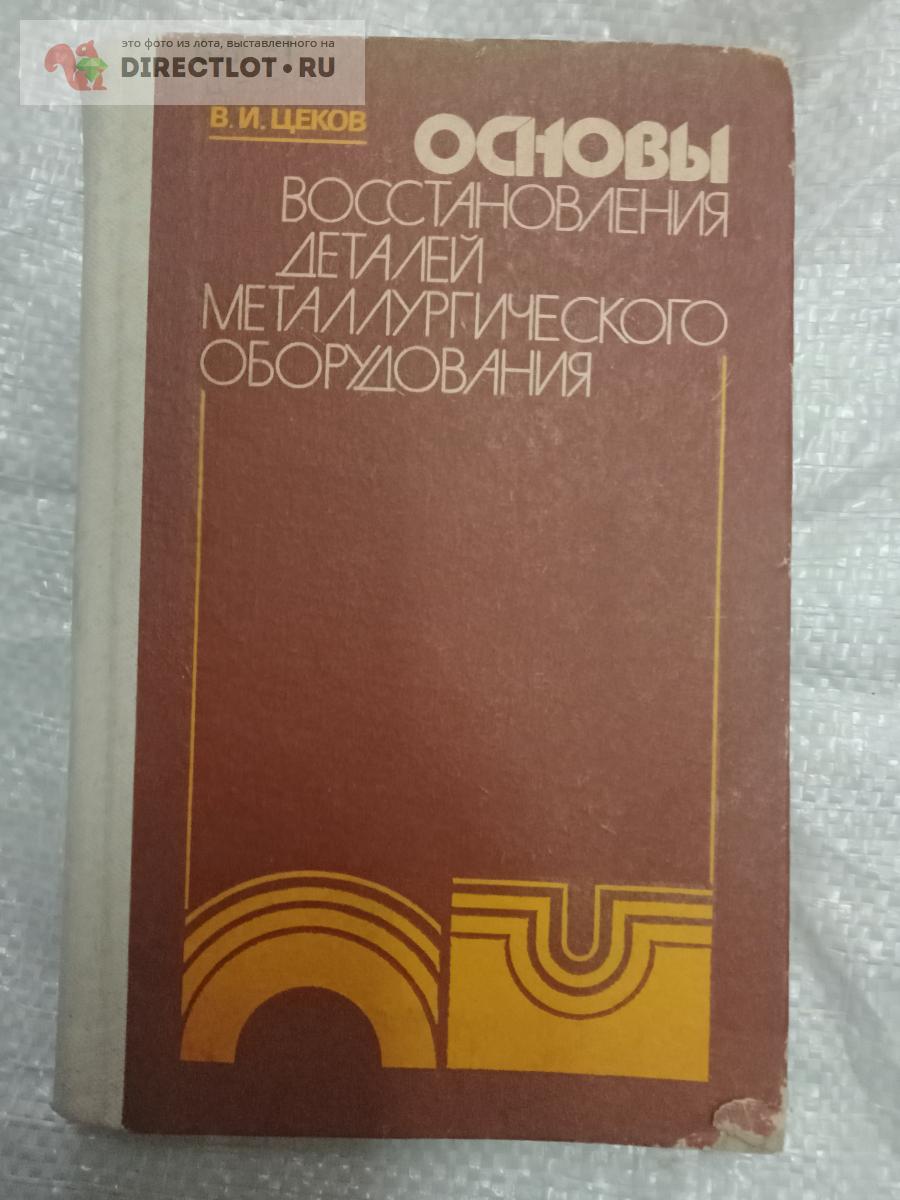 это фото из лота, выставленного на
DIRECTLOT•RU
В. И. ЦЕКОВ
ОСНОВЫ
ВОССТАНОВЛЕНИЯ
ДЕТАЛЕЙ
МЕТАЛЛУРГИЧЕСКОГО
ОБОРУДОВАНИЯ